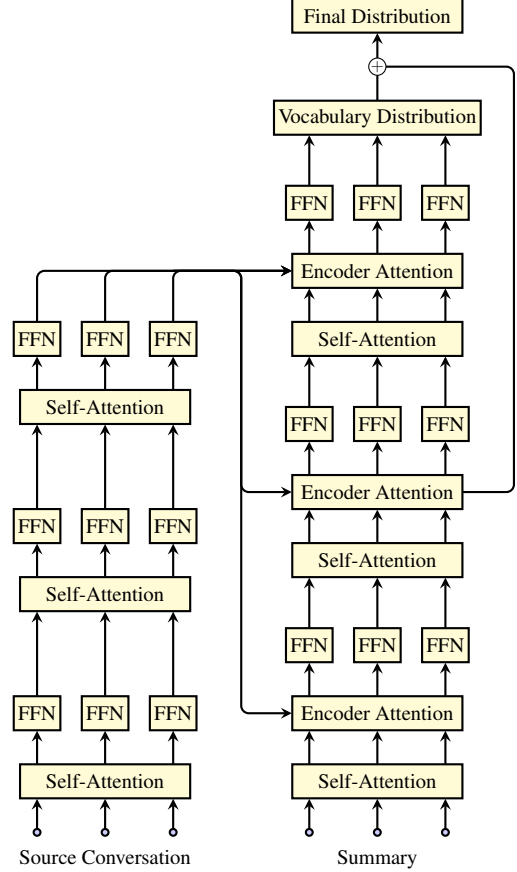 Final Distribution
+
Vocabulary Distribution
FFN FFN FFN
Encoder Attention
FFN FFN FFN
Self-Attention
Self-Attention
FFN FFN FFN
Encoder Attention
FFN FFN FFN
Self-Attention
Self-Attention
FFN FFN FFN
FFN FFN FFN
Encoder Attention
Self-Attention
Self-Attention
Source Conversation
Summary